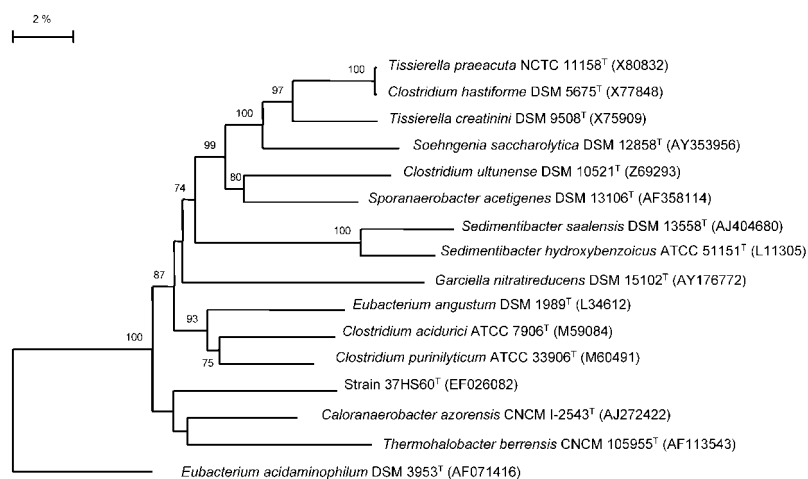 2 %
100 Tissierella praeacuta NCTC 11158ᵀ (X80832)
Clostridium hastiforme DSM 5675ᵀ (X77848)
97
Tissierella creatinini DSM 9508ᵀ (X75909)
100
Soehngenia saccharolytica DSM 12858ᵀ (AY353956)
99
Clostridium ultunense DSM 10521ᵀ (Z69293)
80
Sporanaerobacter acetigenes DSM 13106ᵀ (AF358114)
74
Sedimentibacter saalensis DSM 13558ᵀ (AJ404680)
100
Sedimentibacter hydroxybenzoicus ATCC 51151ᵀ (L11305)
87
Garciella nitratireducens DSM 15102ᵀ (AY176772)
Eubacterium angustum DSM 1989ᵀ (L34612)
93
Clostridium acidurici ATCC 7906ᵀ (M59084)
100
75
Clostridium purinilyticum ATCC 33906ᵀ (M60491)
Strain 37HS60ᵀ (EF026082)
Caloranaerobacter azorensis CNCM I-2543ᵀ (AJ272422)
Thermohalobacter berrensis CNCM 105955ᵀ (AF113543)
Eubacterium acidaminophilum DSM 3953ᵀ (AF071416)